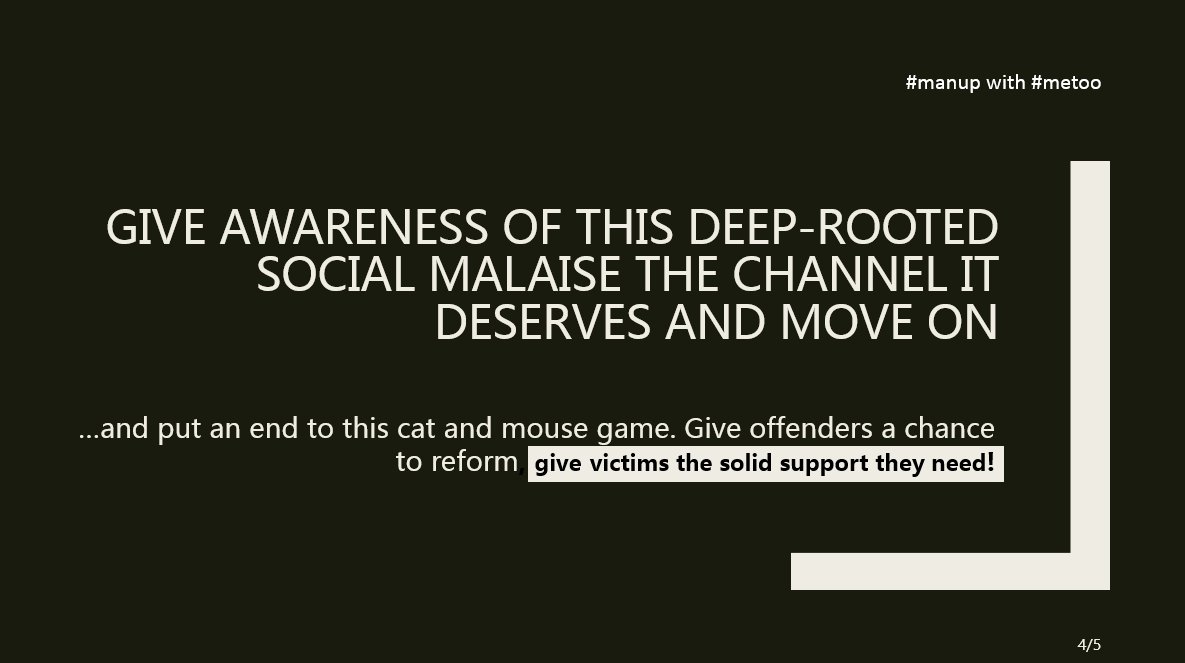 #manup with #metoo
GIVE AWARENESS OF THIS DEEP-ROOTED
SOCIAL MALAISE THE CHANNEL IT
DESERVES AND MOVE ON
...and put an end to this cat and mouse game. Give offenders a chance
to reform, give victims the solid support they need!
4/5